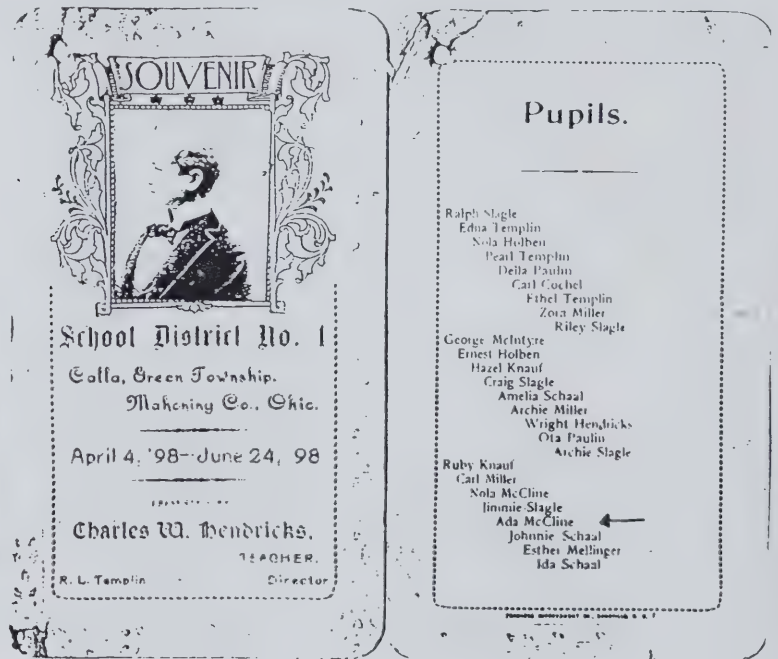 SOUVENIR
School District No. 1
Calla, Green Township.
Mahoning Co., Ohio.
April 4, '98--June 24, 98
Charles W. Hendricks,
TEACHER.
R. L. Templin Director
Pupils.
Ralph Slagle
Edna Templin
Nola Holben
Pearl Templin
Della Paulin
Carl Cochel
Ethel Templin
Zora Miller
Riley Slagle
George McIntyre
Ernest Holben
Hazel Knauf
Craig Slagle
Amelia Schaal
Archie Miller
Wright Hendricks
Ota Paulin
Archie Slagle
Ruby Knauf
Carl Miller
Nola McCline
Jimmie Slagle
Ada McCline
Johnnie Schaal
Esther Mellinger
Ida Schaal